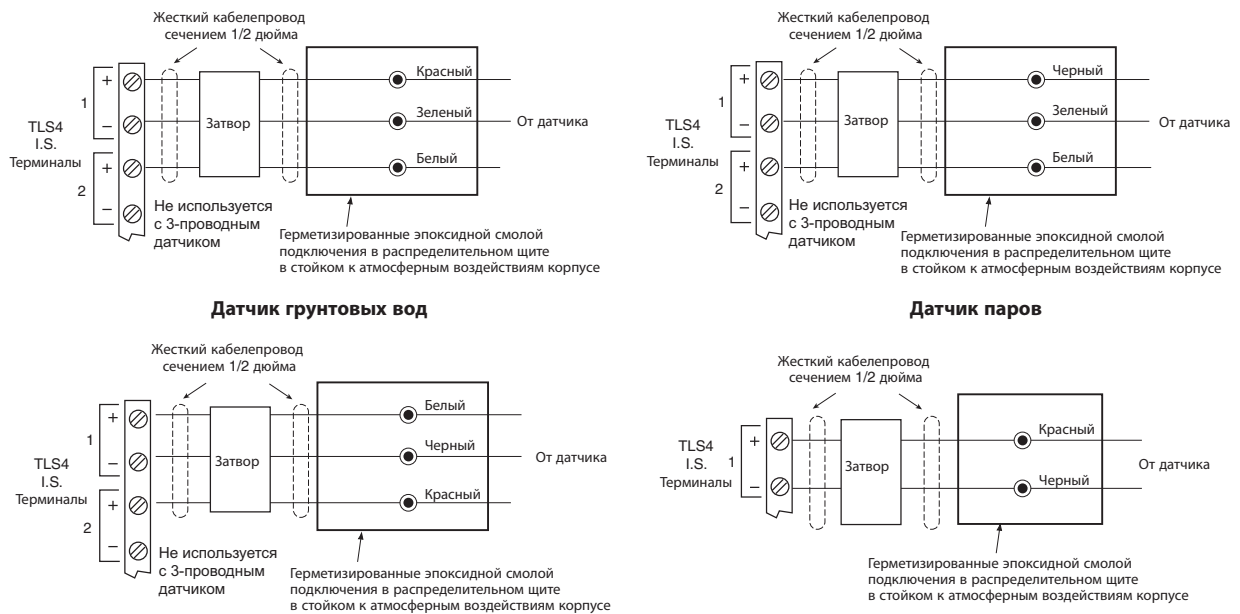 Жесткий кабелепровод
сечением 1/2 дюйма
+
Красный
1
Зеленый
−
Затвор
От датчика
TLS4
I.S.
Терминалы
+
Белый
2
−
Не используется
с 3-проводным
датчиком
Герметизированные эпоксидной смолой
подключения в распределительном щите
в стойком к атмосферным воздействиям корпусе
Датчик грунтовых вод
Жесткий кабелепровод
сечением 1/2 дюйма
+
Черный
1
Зеленый
−
Затвор
От датчика
TLS4
I.S.
Терминалы
+
Белый
2
−
Не используется
с 3-проводным
датчиком
Герметизированные эпоксидной смолой
подключения в распределительном щите
в стойком к атмосферным воздействиям корпусе
Датчик паров
Жесткий кабелепровод
сечением 1/2 дюйма
+
Белый
1
Черный
−
Затвор
От датчика
TLS4
I.S.
Терминалы
+
Красный
2
−
Не используется
с 3-проводным
датчиком
Герметизированные эпоксидной смолой
подключения в распределительном щите
в стойком к атмосферным воздействиям корпусе
Жесткий кабелепровод
сечением 1/2 дюйма
+
Красный
TLS4
I.S.
Терминалы
1
−
Затвор
Черный
От датчика
Герметизированные эпоксидной смолой
подключения в распределительном щите
в стойком к атмосферным воздействиям корпусе